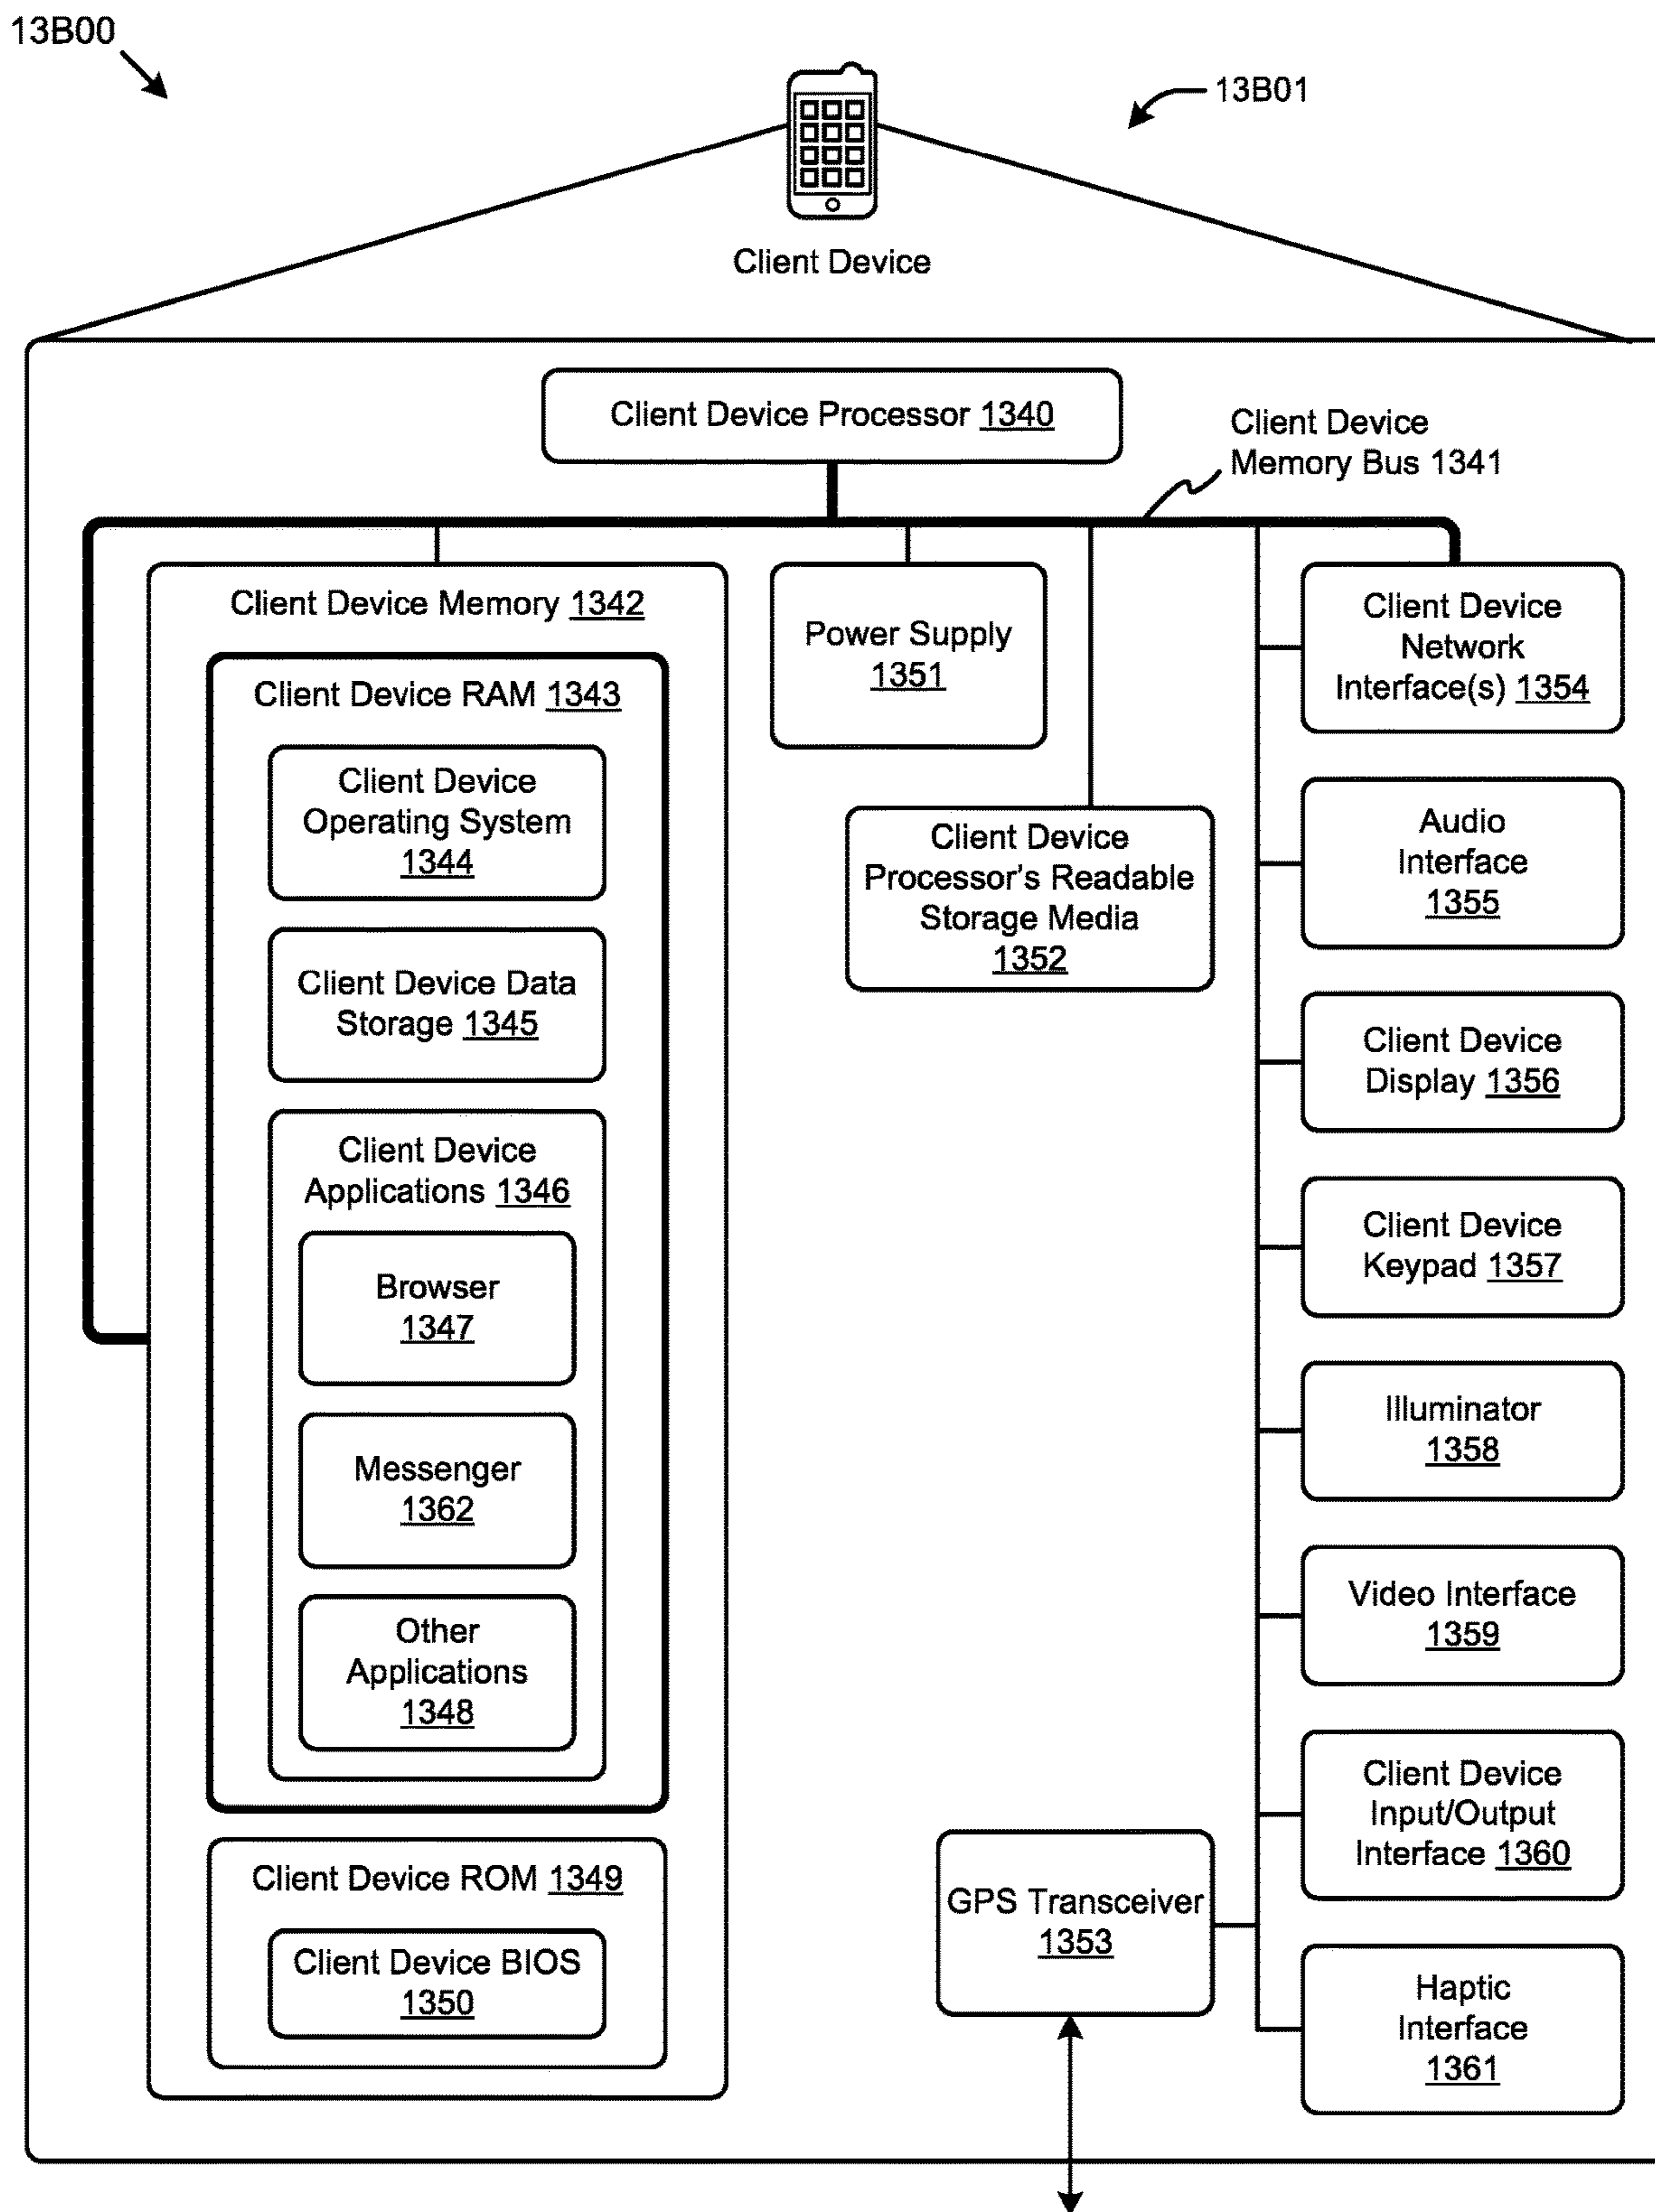 13B00
13B01
Client Device
Client Device Processor 1340
Client Device
Memory Bus 1341
Client Device Memory 1342
Client Device RAM 1343
Client Device
Operating System
1344
Client Device Data
Storage 1345
Client Device
Applications 1346
Browser
1347
Messenger
1362
Other
Applications
1348
Client Device ROM 1349
Client Device BIOS
1350
Power Supply
1351
Client Device
Processor's Readable
Storage Media
1352
GPS Transceiver
1353
Client Device
Network
Interface(s) 1354
Audio
Interface
1355
Client Device
Display 1356
Client Device
Keypad 1357
Illuminator
1358
Video Interface
1359
Client Device
Input/Output
Interface 1360
Haptic
Interface
1361